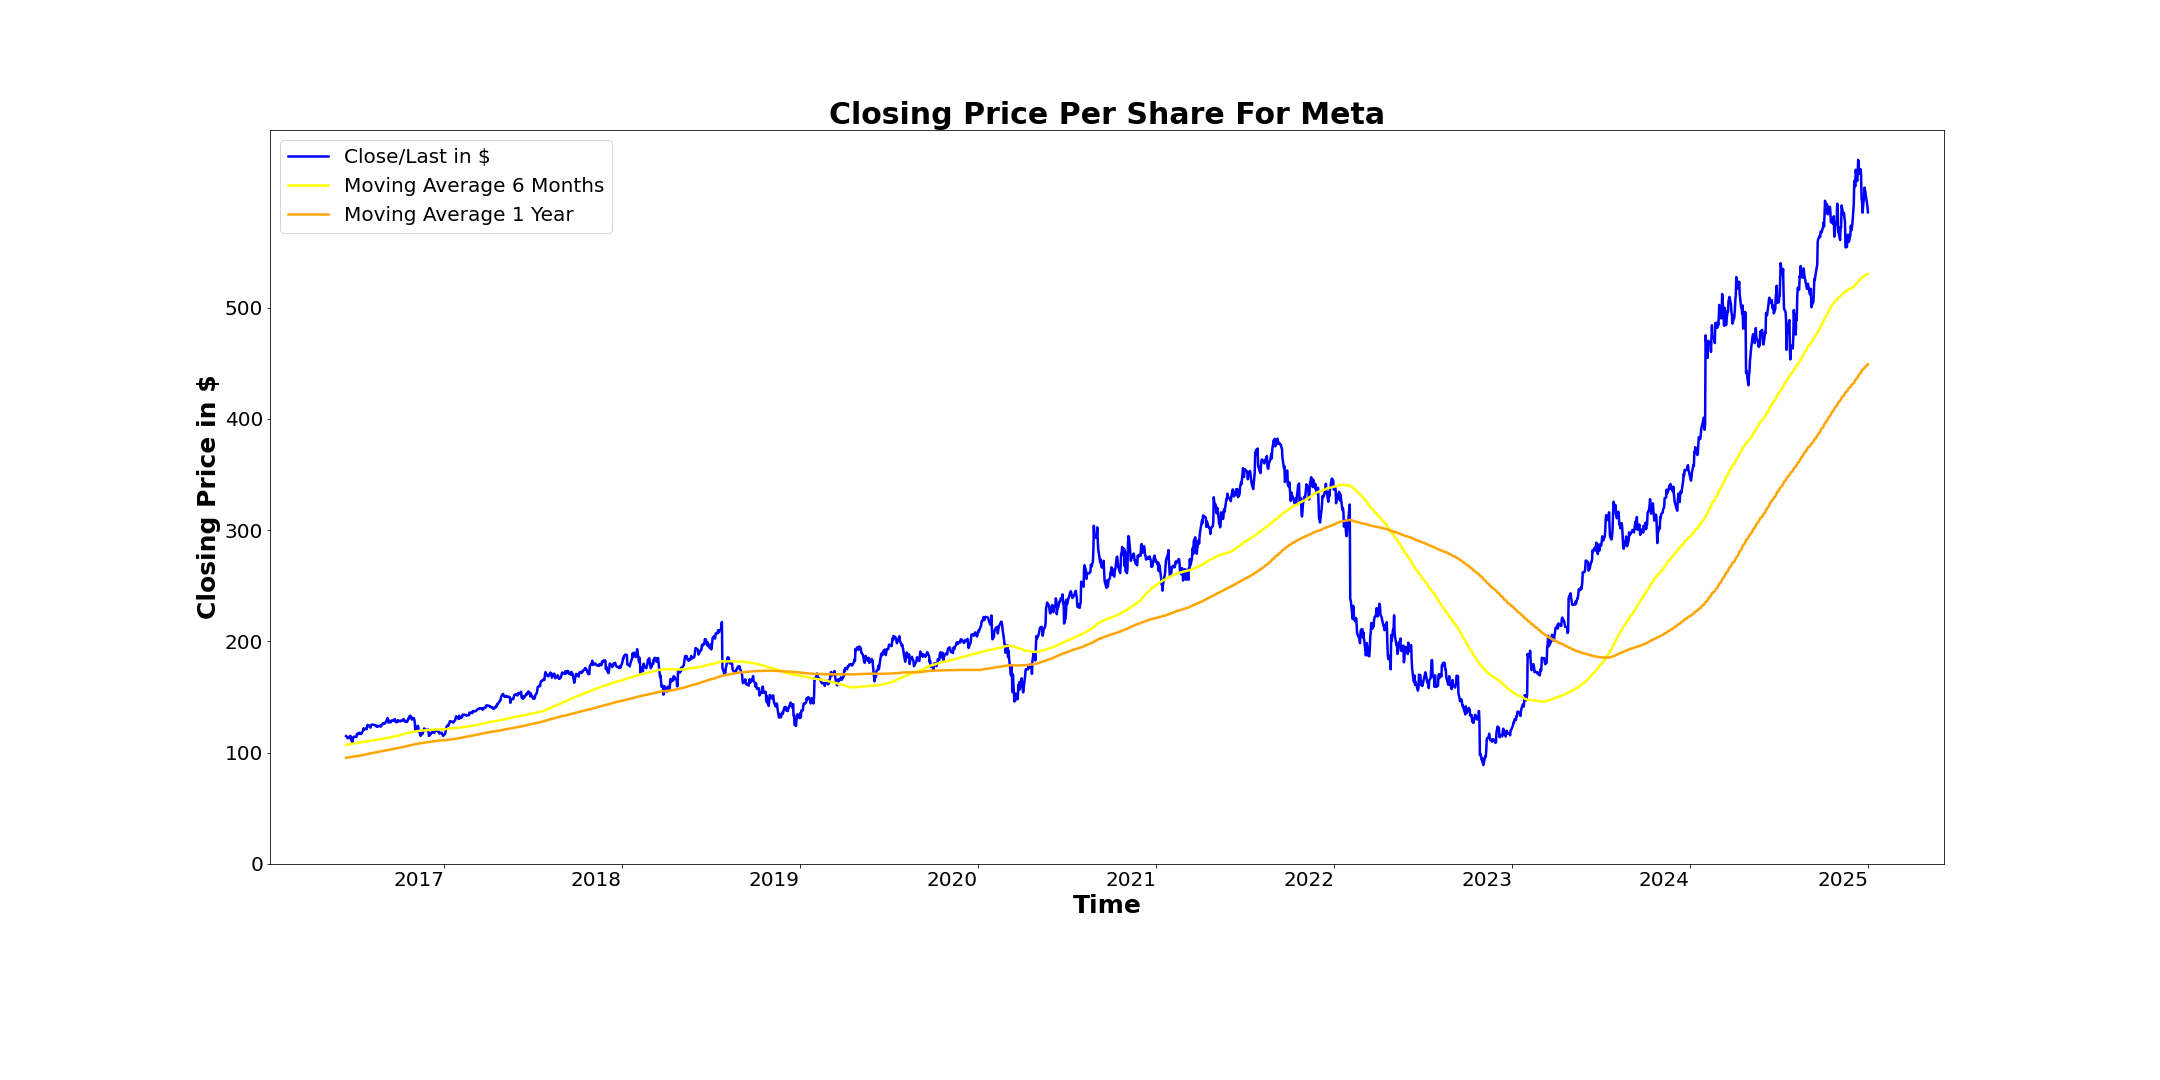 Closing Price Per Share For Meta
Close/Last in $
Moving Average 6 Months
Moving Average 1 Year
Closing Price in $
500
400
300
200
100
0
2017 2018 2019 2020 2021 2022 2023 2024 2025
Time